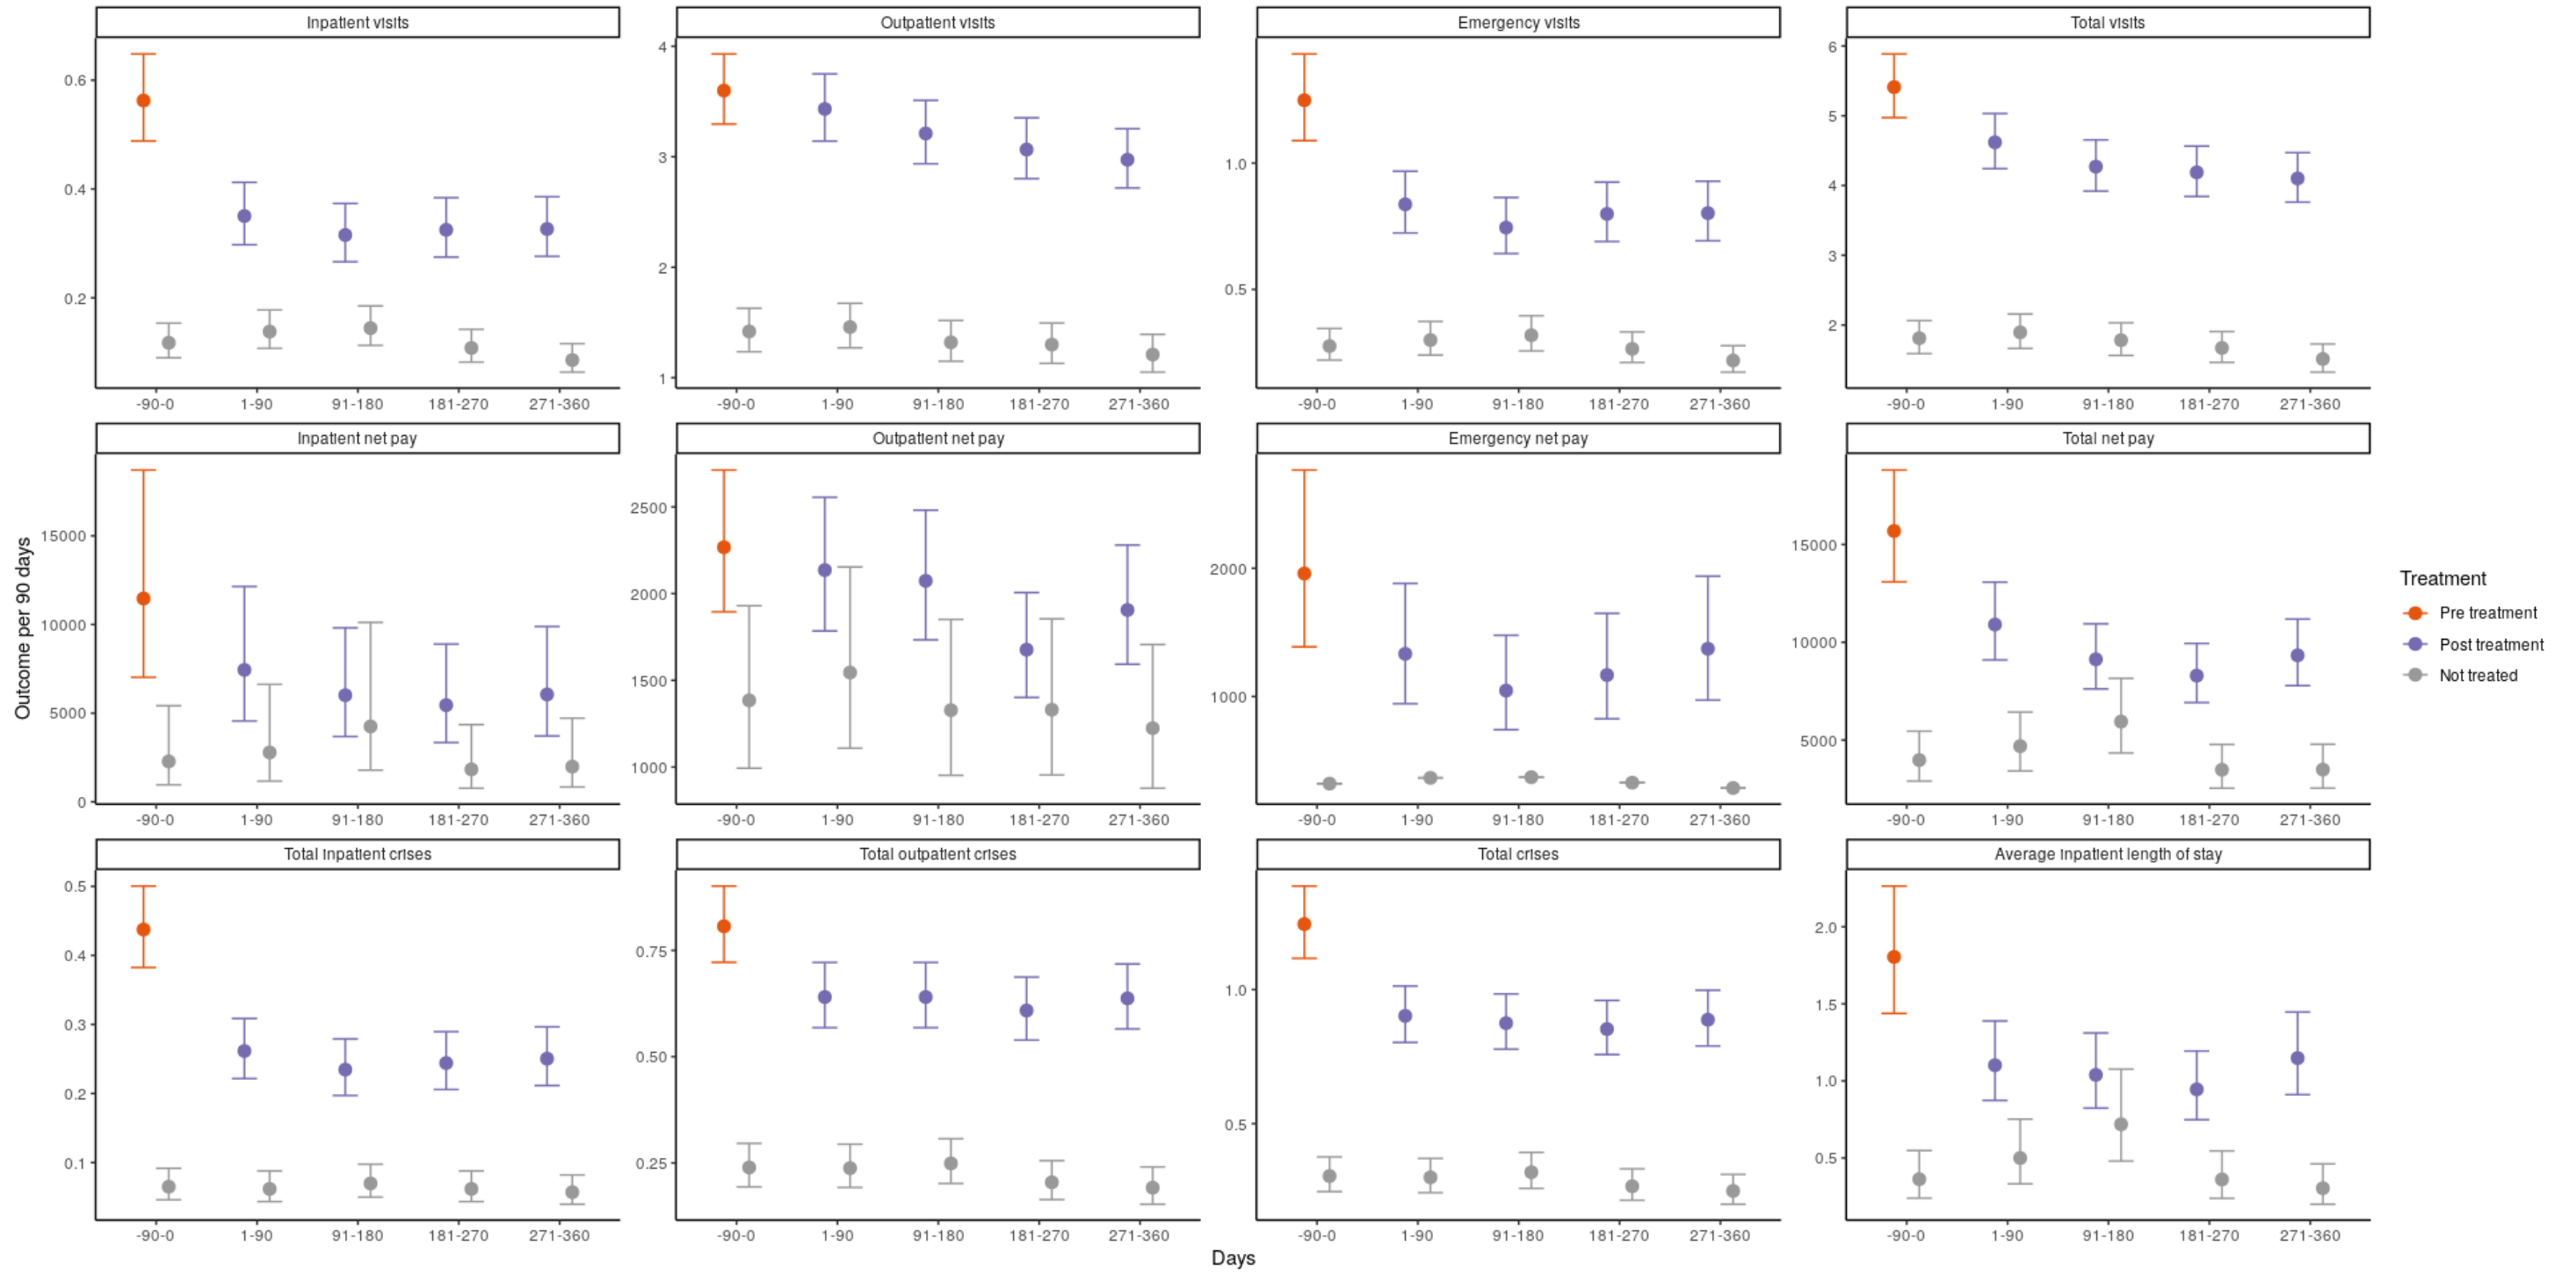 Inpatient visits
Outpatient visits
Emergency visits
Total visits
0.6
0.4
0.2
4
3
2
1
1.0
0.5
6
5
4
3
2
-90-0 1-90 91-180 181-270 271-360
-90-0 1-90 91-180 181-270 271-360
-90-0 1-90 91-180 181-270 271-360
-90-0 1-90 91-180 181-270 271-360
Inpatient net pay
Outpatient net pay
Emergency net pay
Total net pay
Outcome per 90 days
15000
10000
5000
0
2500
2000
1500
1000
2000
1000
15000
10000
5000
-90-0 1-90 91-180 181-270 271-360
-90-0 1-90 91-180 181-270 271-360
-90-0 1-90 91-180 181-270 271-360
-90-0 1-90 91-180 181-270 271-360
Total inpatient crises
Total outpatient crises
Total crises
Average inpatient length of stay
0.5
0.4
0.3
0.2
0.1
0.75
0.50
0.25
1.0
0.5
2.0
1.5
1.0
0.5
-90-0 1-90 91-180 181-270 271-360
-90-0 1-90 91-180 181-270 271-360
-90-0 1-90 91-180 181-270 271-360
-90-0 1-90 91-180 181-270 271-360
Days
Treatment
Pre treatment
Post treatment
Not treated